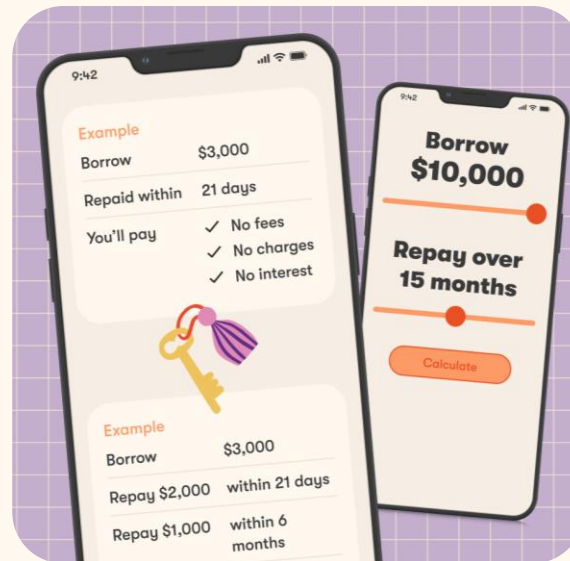 9:42
Example
Borrow $3,000
Repaid within 21 days
You'll pay ✓ No fees
✓ No charges
✓ No interest
Example
Borrow $3,000
Repay $2,000 within 21 days
Repay $1,000 within 6
months
9:42
Borrow
$10,000
Repay over
15 months
Calculate